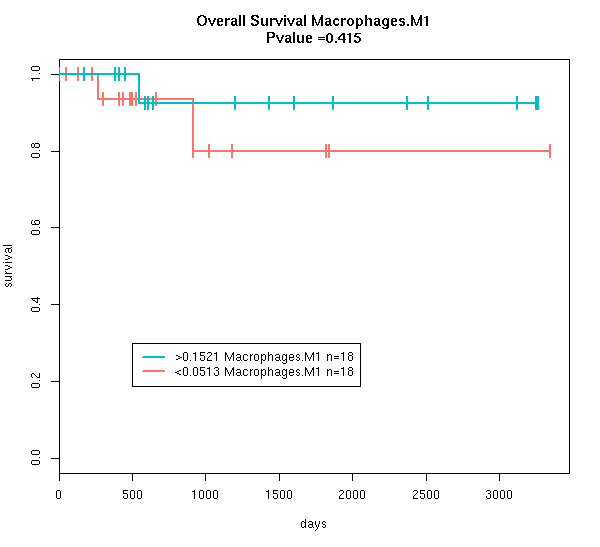 Overall Survival Macrophages.M1
Pvalue =0.415
survival
1.0
0.8
0.6
0.4
0.2
0.0
>0.1521 Macrophages.M1 n=18
<0.0513 Macrophages.M1 n=18
0 500 1000 1500 2000 2500 3000
days